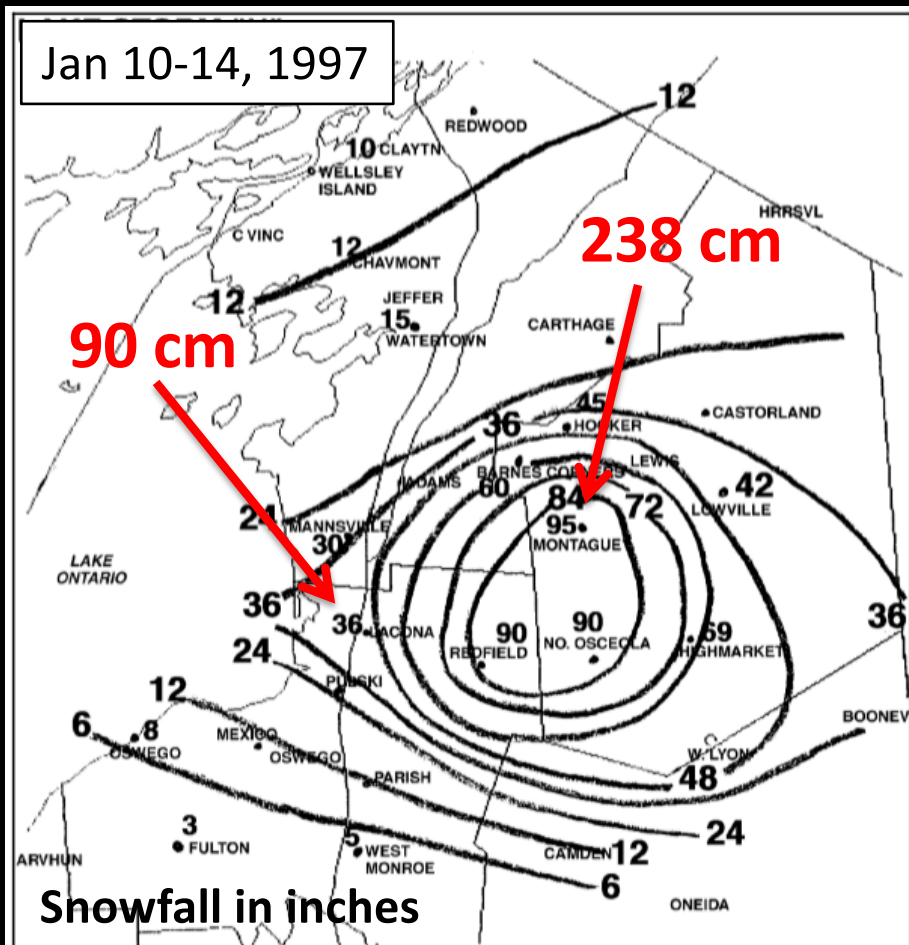 Jan 10-14, 1997
12
REDWOOD
10 CLAYTN
WELLSLEY
ISLAND
HRRSVL
238 cm
C VINC
12
CHAVMONT
12
JEFFER
15
WATERTOWN
CARTHAGE
90 cm
45
CASTORLAND
36
HOOKER
BARNES CORNERS
LEWIS
ADAMS
60
42
LOWVILLE
84
72
24
MANNSVILLE
95
MONTAGUE
30
LAKE
ONTARIO
36
36
36
LACONA
90
REDFIELD
90
NO. OSCEOLA
69
HIGHMARKET
24
PULSKI
12
6
8
OSWEGO
MEXICO
OSWEGO
BOONEV
W. LYON
48
PARISH
24
3
FULTON
5
WEST
MONROE
CAMDEN
12
6
ARVHUN
Snowfall in inches
ONEIDA